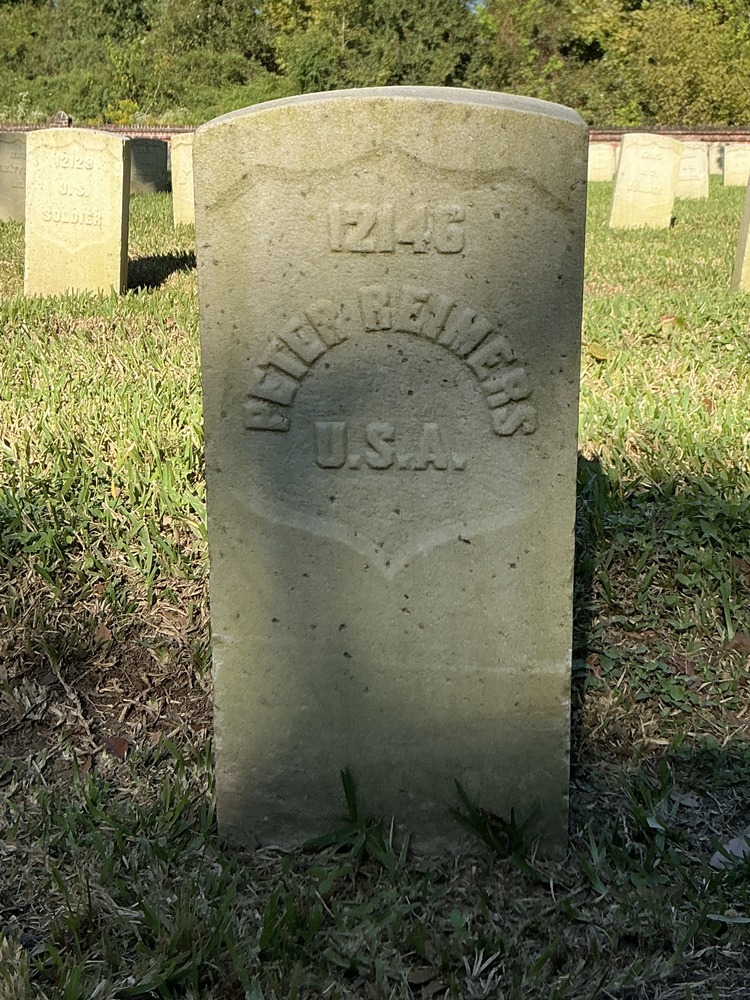 12146
PETER REIMERS
U.S.A.
12123
U.S.
SOLDIER